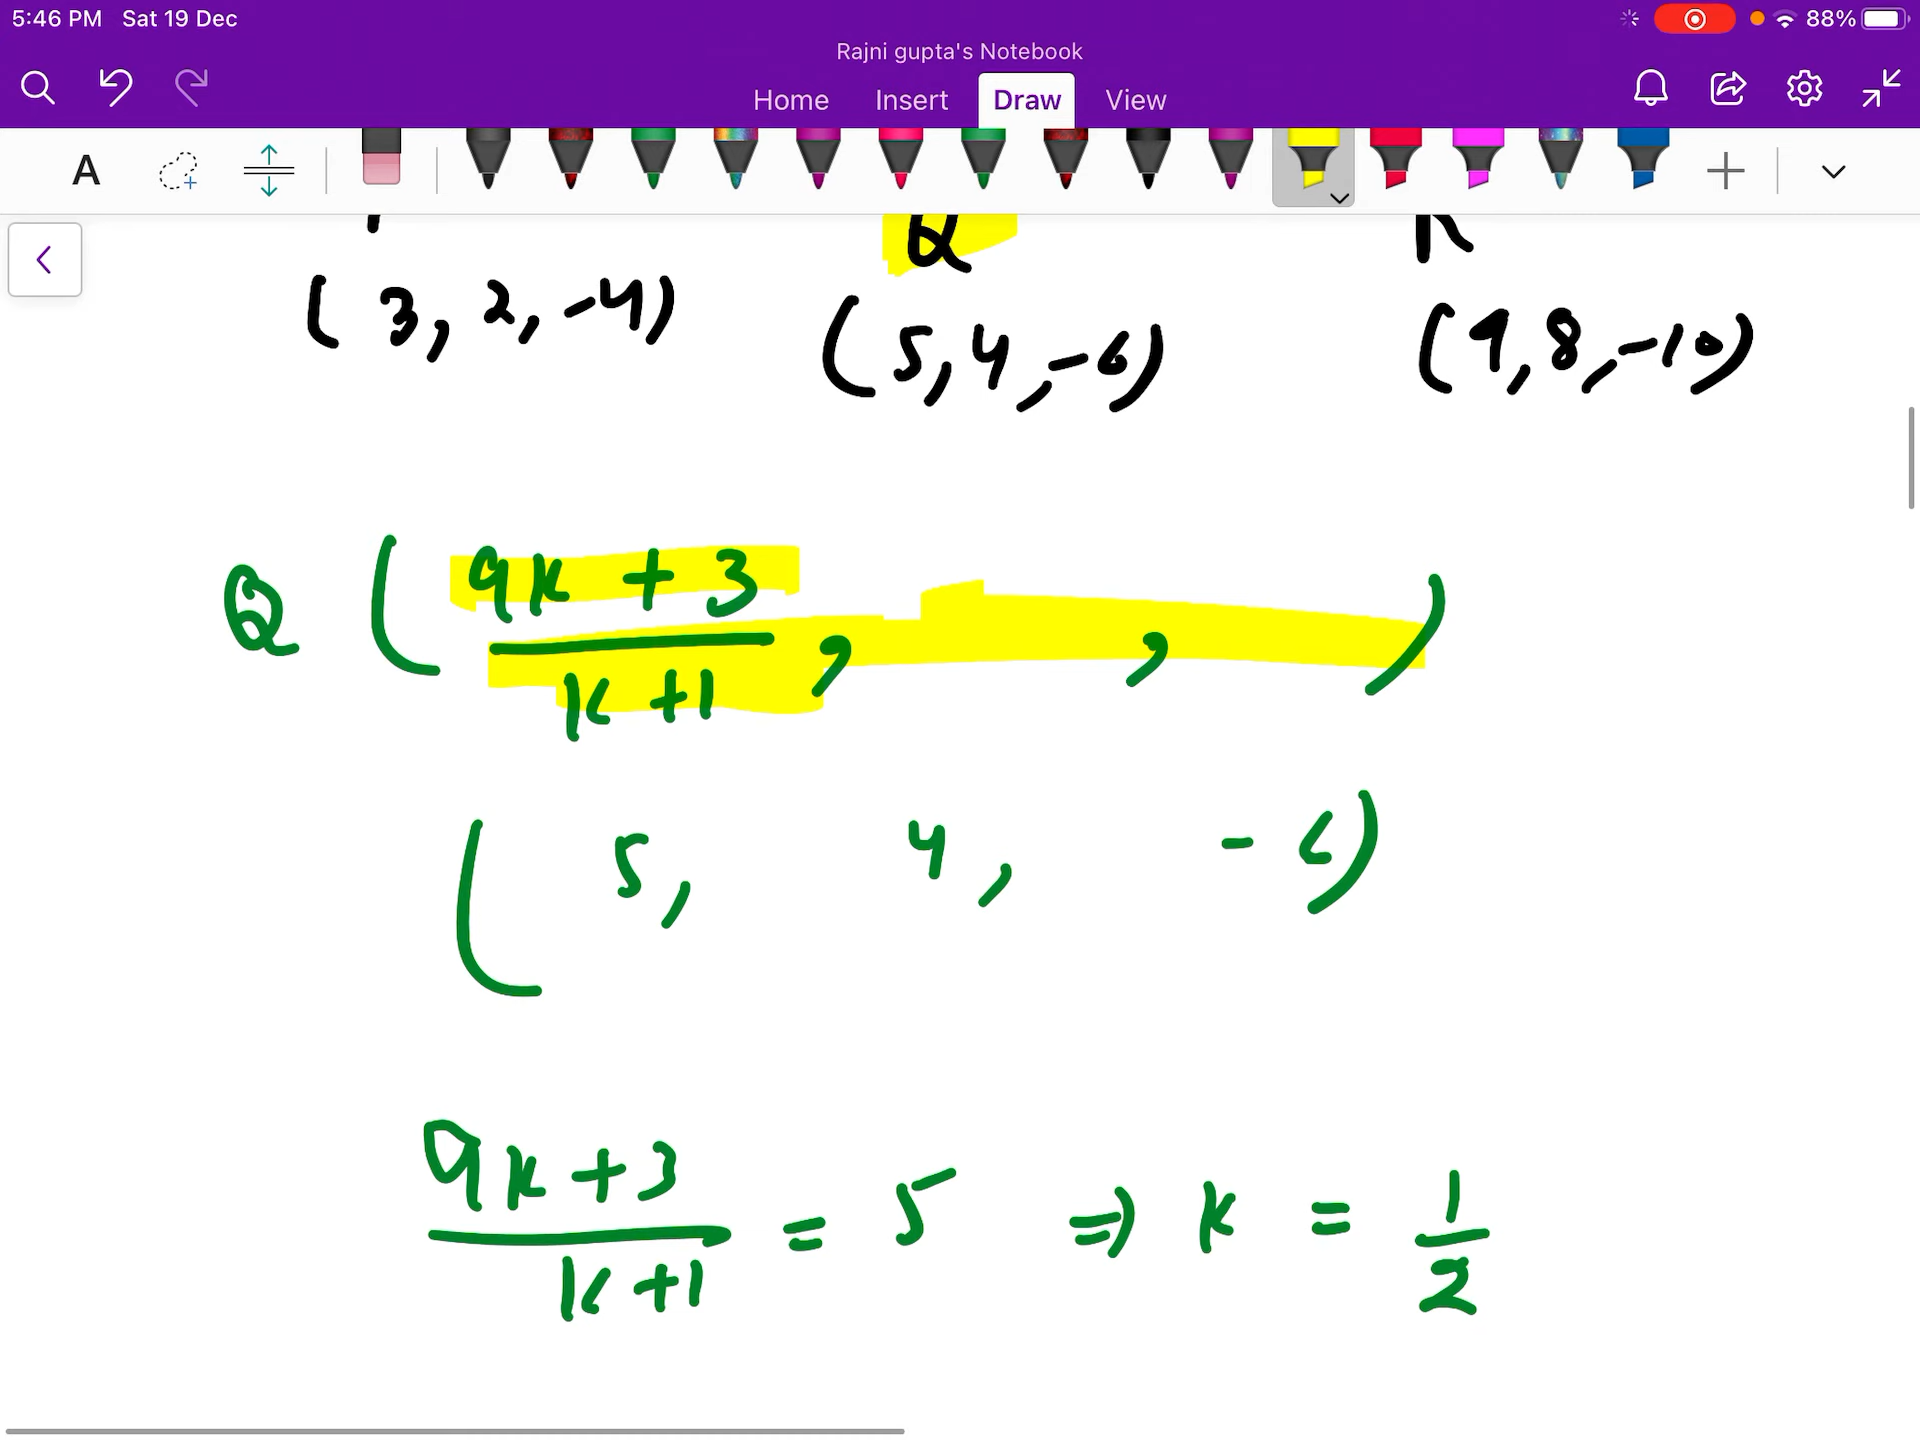 5:46 PM Sat 19 Dec
88%
Rajni gupta's Notebook
Home Insert Draw View
A
Q
(3, 2, -4) (5, 4, -6) (9, 8, -10)
Q ( 9k + 3
k + 1 , , )
( 5, 4, - 6)
9k + 3
k + 1 = 5 ⇒ k = 1
2